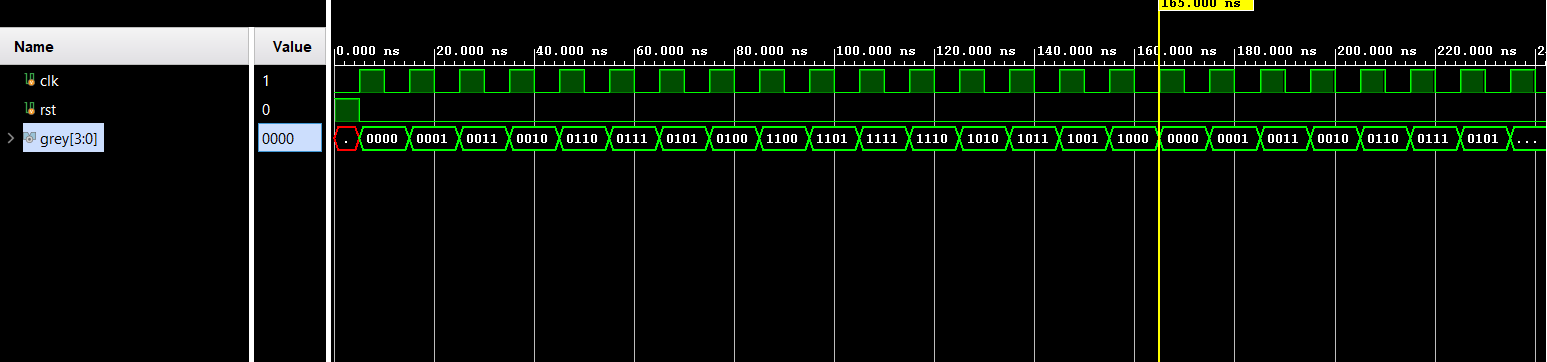 165.000 ns
Name Value
0.000 ns 20.000 ns 40.000 ns 60.000 ns 80.000 ns 100.000 ns 120.000 ns 140.000 ns 160.000 ns 180.000 ns 200.000 ns 220.000 ns
clk 1
rst 0
grey[3:0] 0000 . 0000 0001 0011 0010 0110 0111 0101 0100 1100 1101 1111 1110 1010 1011 1001 1000 0000 0001 0011 0010 0110 0111 0101 ...